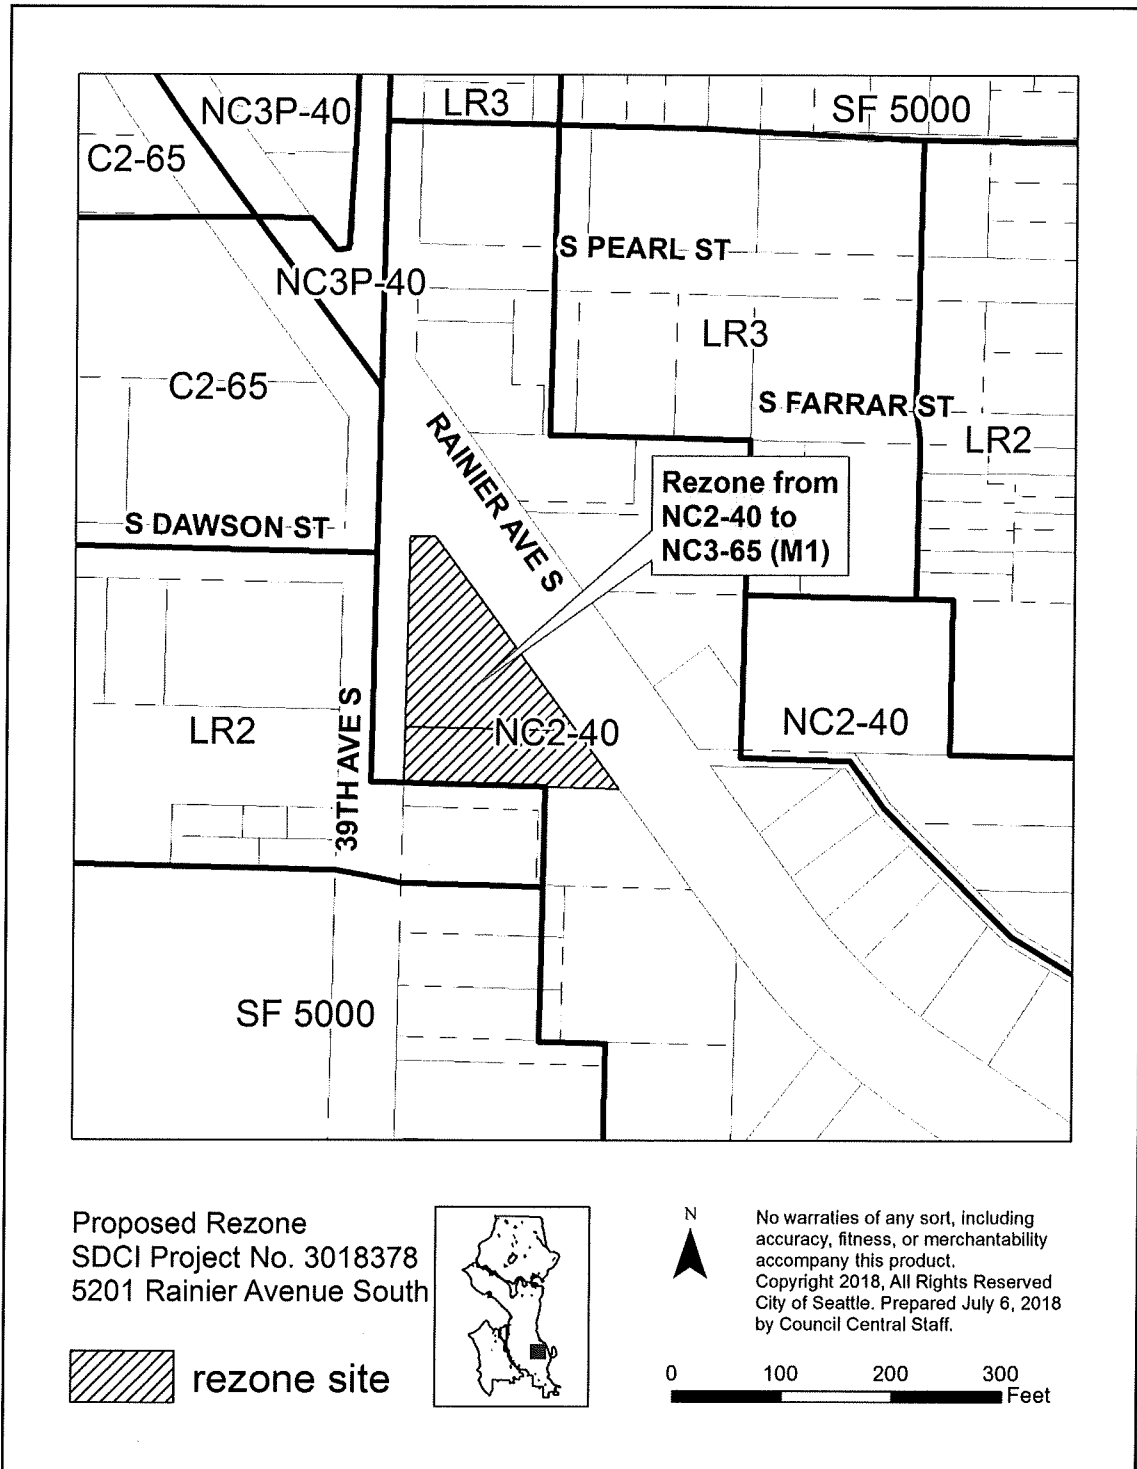 NC3P-40
LR3
SF 5000
C2-65
S PEARL ST
NC3P-40
LR3
C2-65
S FARRAR ST
RAINIER AVE S
LR2
Rezone from
NC2-40 to
NC3-65 (M1)
S DAWSON ST
39TH AVE S
LR2
NC2-40
NC2-40
SF 5000
Proposed Rezone
SDCI Project No. 3018378
5201 Rainier Avenue South
rezone site
N
No warraties of any sort, including
accuracy, fitness, or merchantability
accompany this product.
Copyright 2018, All Rights Reserved
City of Seattle. Prepared July 6, 2018
by Council Central Staff.
0 100 200 300
Feet